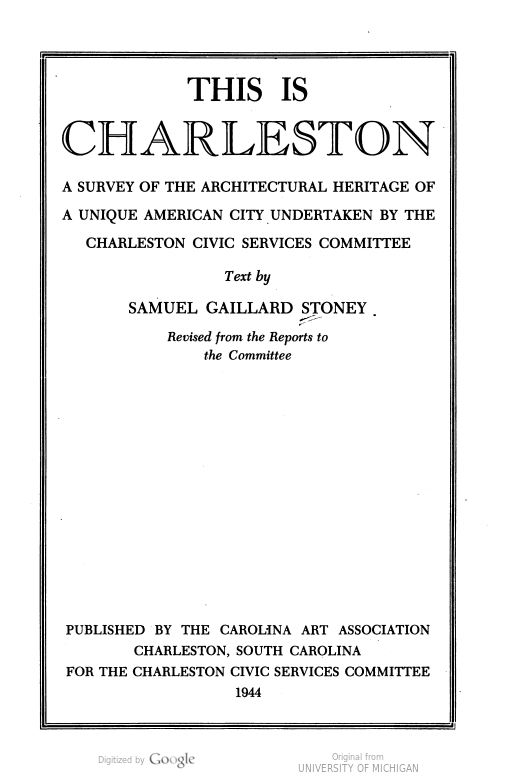 THIS IS
CHARLESTON
A SURVEY OF THE ARCHITECTURAL HERITAGE OF
A UNIQUE AMERICAN CITY UNDERTAKEN BY THE
CHARLESTON CIVIC SERVICES COMMITTEE
Text by
SAMUEL GAILLARD STONEY
Revised from the Reports to
the Committee
PUBLISHED BY THE CAROLINA ART ASSOCIATION
CHARLESTON, SOUTH CAROLINA
FOR THE CHARLESTON CIVIC SERVICES COMMITTEE
1944
Digitized by Google
Original from
UNIVERSITY OF MICHIGAN